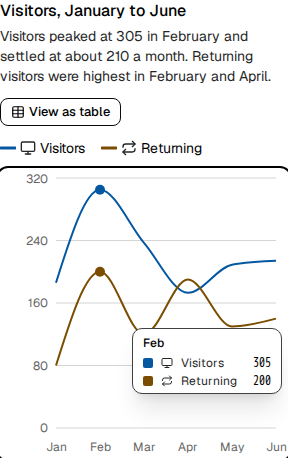 Visitors, January to June
Visitors peaked at 305 in February and
settled at about 210 a month. Returning
visitors were highest in February and April.
View as table
Visitors Returning
320
240
160
80
0
Feb
Visitors 305
Returning 200
Jan Feb Mar Apr May Jun